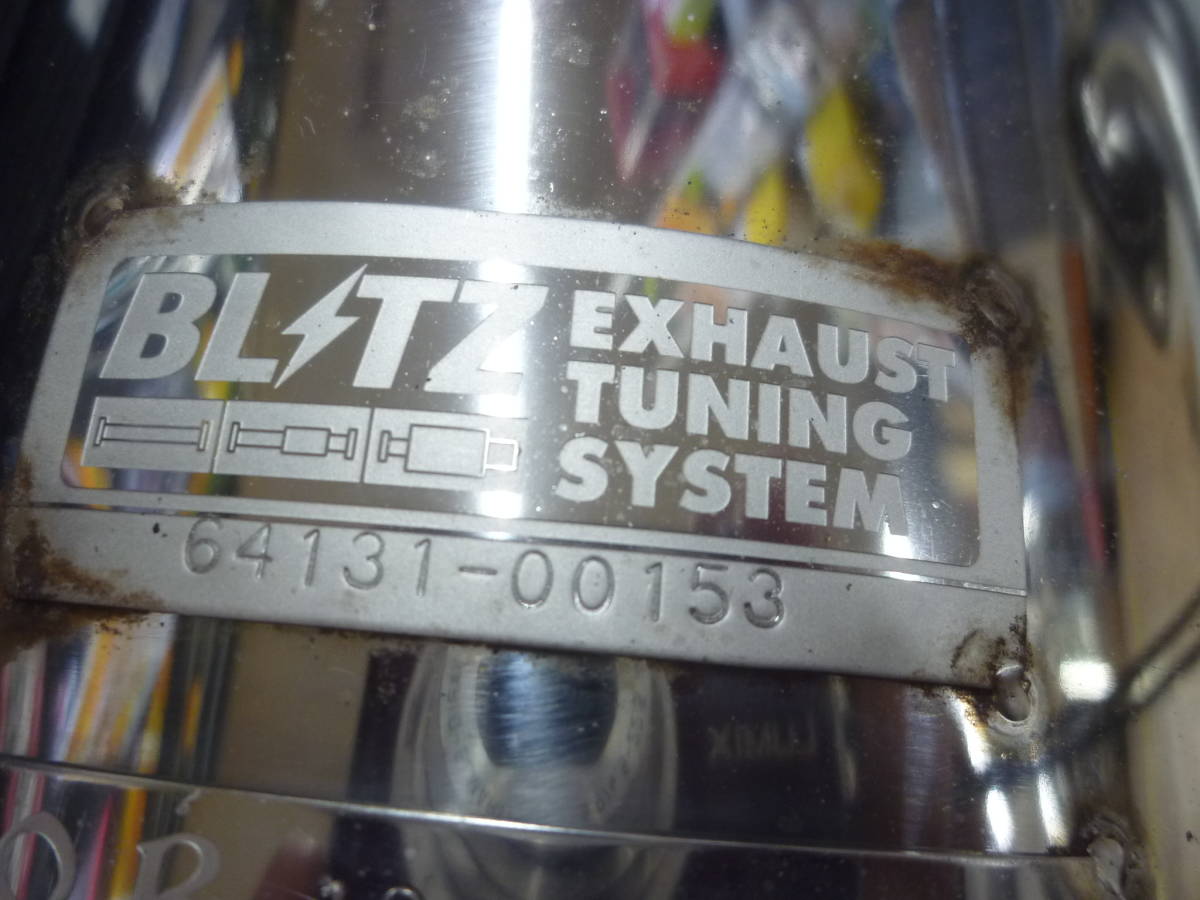 BLITZ
EXHAUST
TUNING
SYSTEM
64131-00153